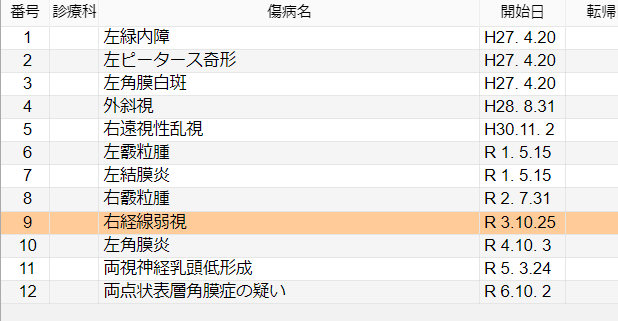 番号 診療科 傷病名 開始日 転帰
1 左緑内障 H27. 4.20
2 左ピータース奇形 H27. 4.20
3 左角膜白斑 H27. 4.20
4 外斜視 H28. 8.31
5 右遠視性乱視 H30.11. 2
6 左霰粒腫 R 1. 5.15
7 左結膜炎 R 1. 5.15
8 右霰粒腫 R 2. 7.31
9 右経線弱視 R 3.10.25
10 左角膜炎 R 4.10. 3
11 両視神経乳頭低形成 R 5. 3.24
12 両点状表層角膜症の疑い R 6.10. 2